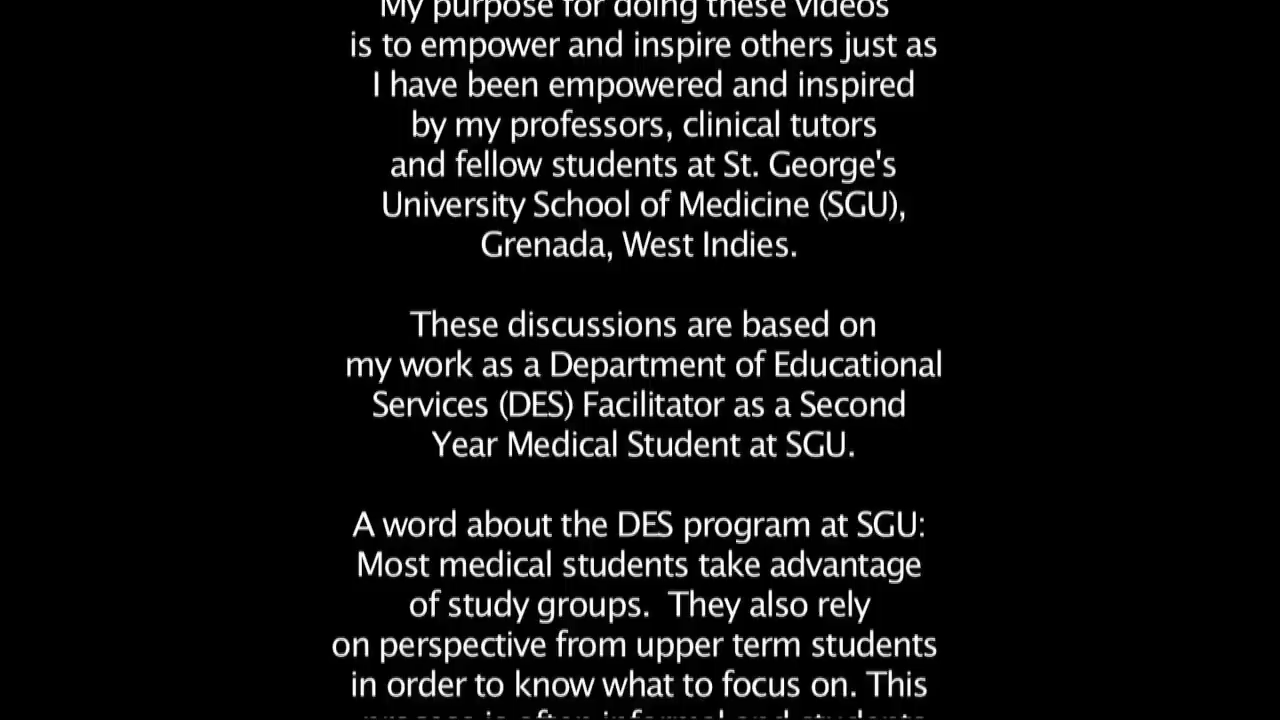 My purpose for doing these videos
is to empower and inspire others just as
I have been empowered and inspired
by my professors, clinical tutors
and fellow students at St. George's
University School of Medicine (SGU),
Grenada, West Indies.
These discussions are based on
my work as a Department of Educational
Services (DES) Facilitator as a Second
Year Medical Student at SGU.
A word about the DES program at SGU:
Most medical students take advantage
of study groups.  They also rely
on perspective from upper term students
in order to know what to focus on. This